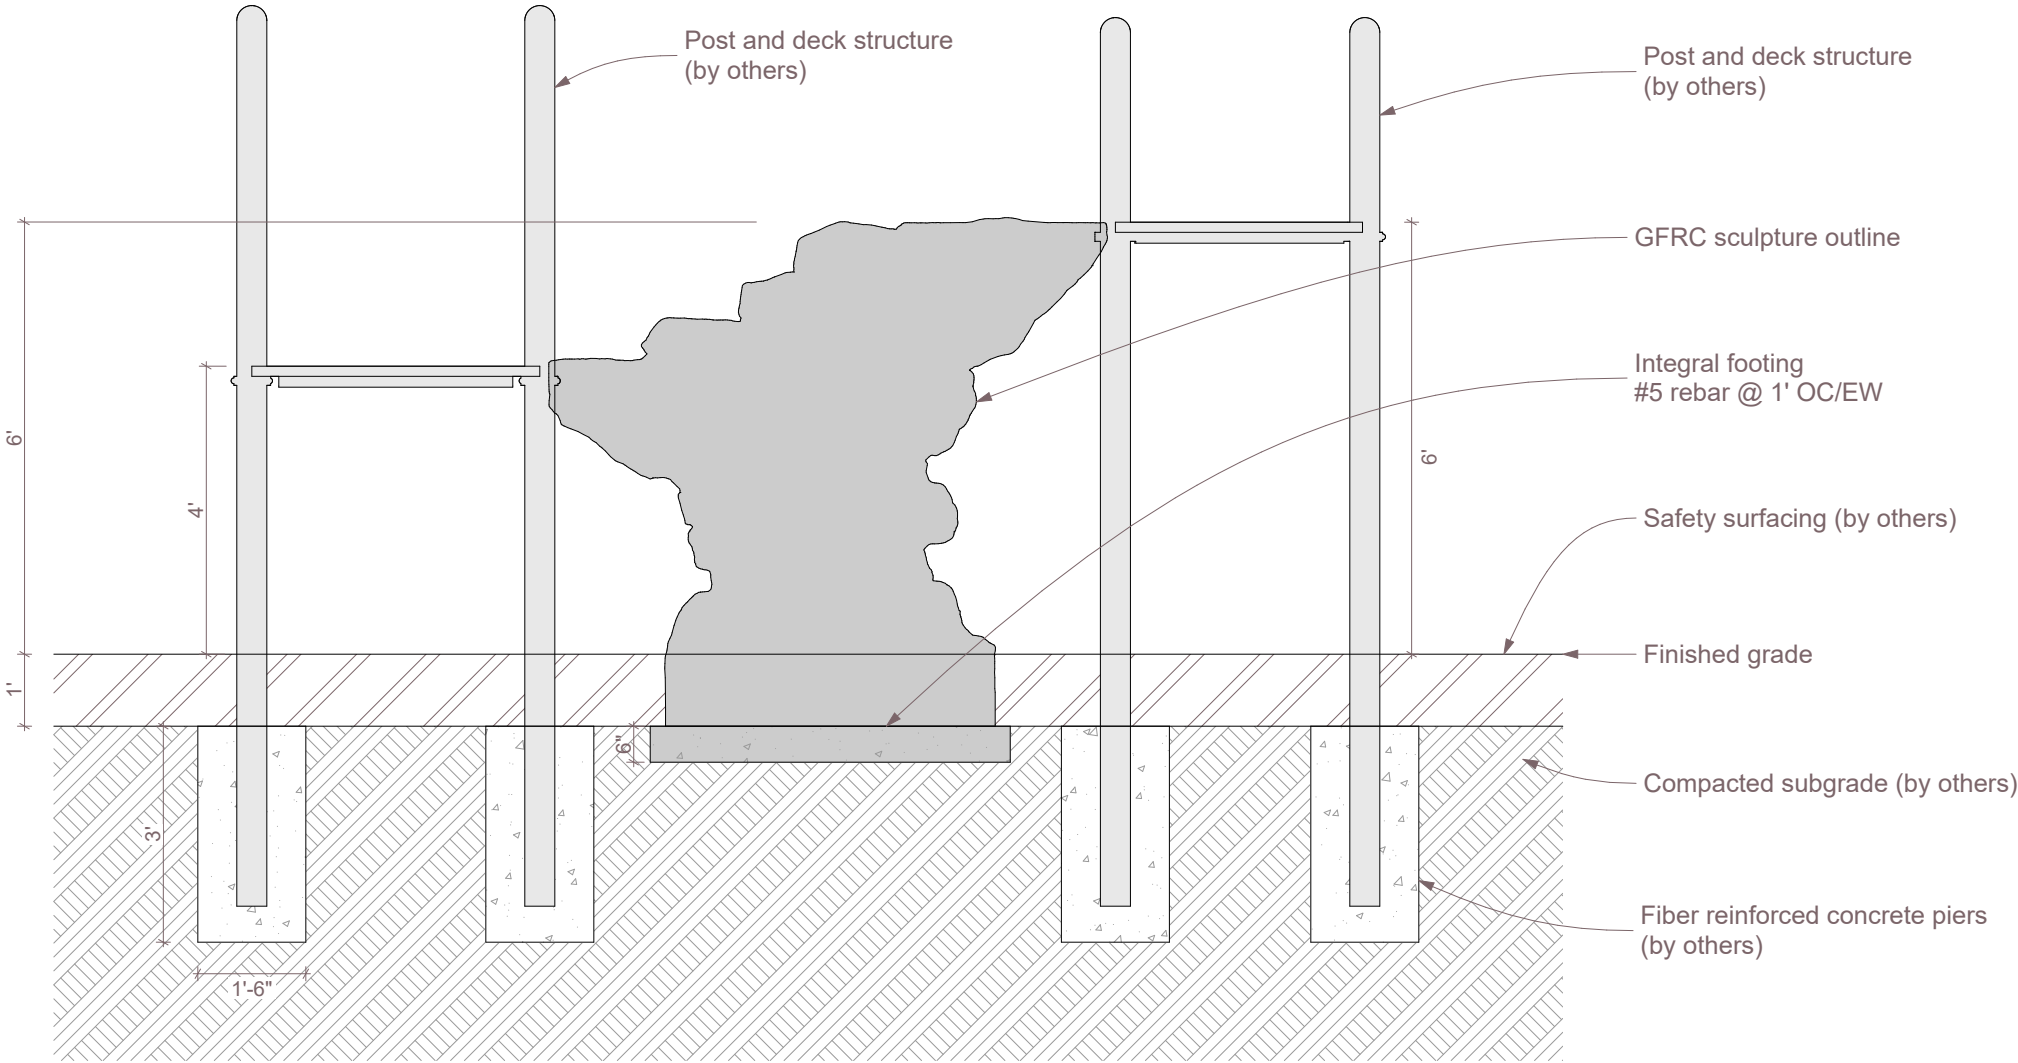 Post and deck structure
(by others)
Post and deck structure
(by others)
GFRC sculpture outline
Integral footing
#5 rebar @ 1' OC/EW
6'
4'
6'
Safety surfacing (by others)
Finished grade
1'
6"
Compacted subgrade (by others)
3'
Fiber reinforced concrete piers
(by others)
1'-6"